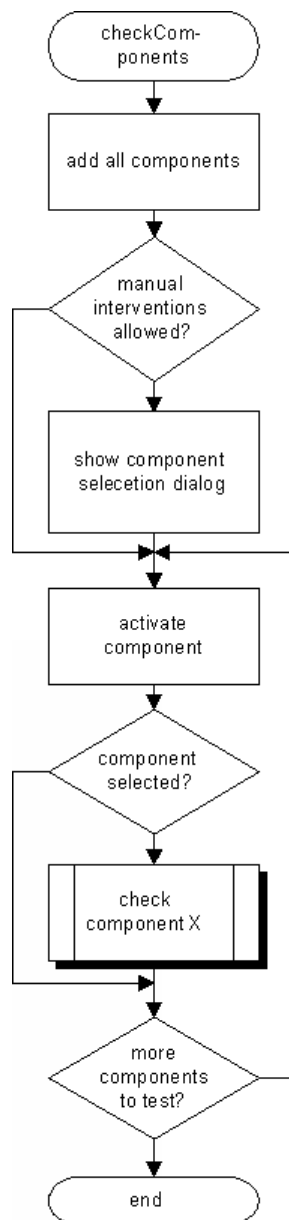 checkCom-
ponents
add all components
manual
interventions
allowed?
show component
selecetion dialog
activate
component
component
selected?
check
component X
more
components
to test?
end